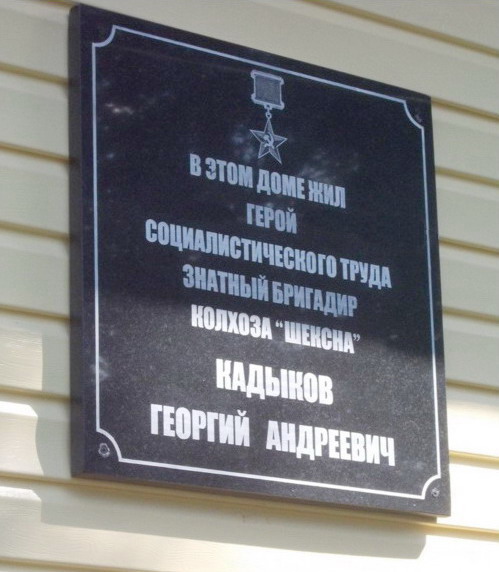 В ЭТОМ ДОМЕ ЖИЛ
ГЕРОЙ
СОЦИАЛИСТИЧЕСКОГО ТРУДА
ЗНАТНЫЙ БРИГАДИР
КОЛХОЗА "ШЕКСНА"
КАДЫКОВ
ГЕОРГИЙ АНДРЕЕВИЧ